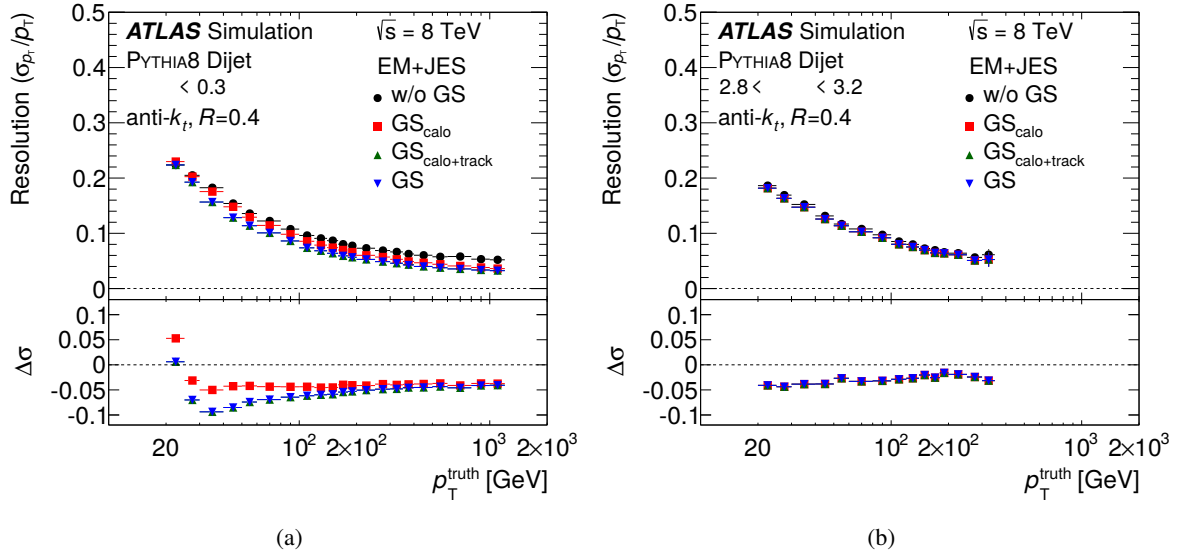 ATLAS Simulation
√s = 8 TeV
PYTHIA8 Dijet
EM+JES
< 0.3
w/o GS
anti-kt, R=0.4
GScalo
GScalo+track
GS
Resolution (σpT/pT)
0.5
0.4
0.3
0.2
0.1
0
Δσ
0.1
0.05
0
-0.05
-0.1
20
10²
2×10²
10³
2×10³
pTtruth [GeV]
(a)
ATLAS Simulation
√s = 8 TeV
PYTHIA8 Dijet
EM+JES
2.8 < < 3.2
w/o GS
anti-kt, R=0.4
GScalo
GScalo+track
GS
Resolution (σpT/pT)
0.5
0.4
0.3
0.2
0.1
0
Δσ
0.1
0.05
0
-0.05
-0.1
20
10²
2×10²
10³
2×10³
pTtruth [GeV]
(b)